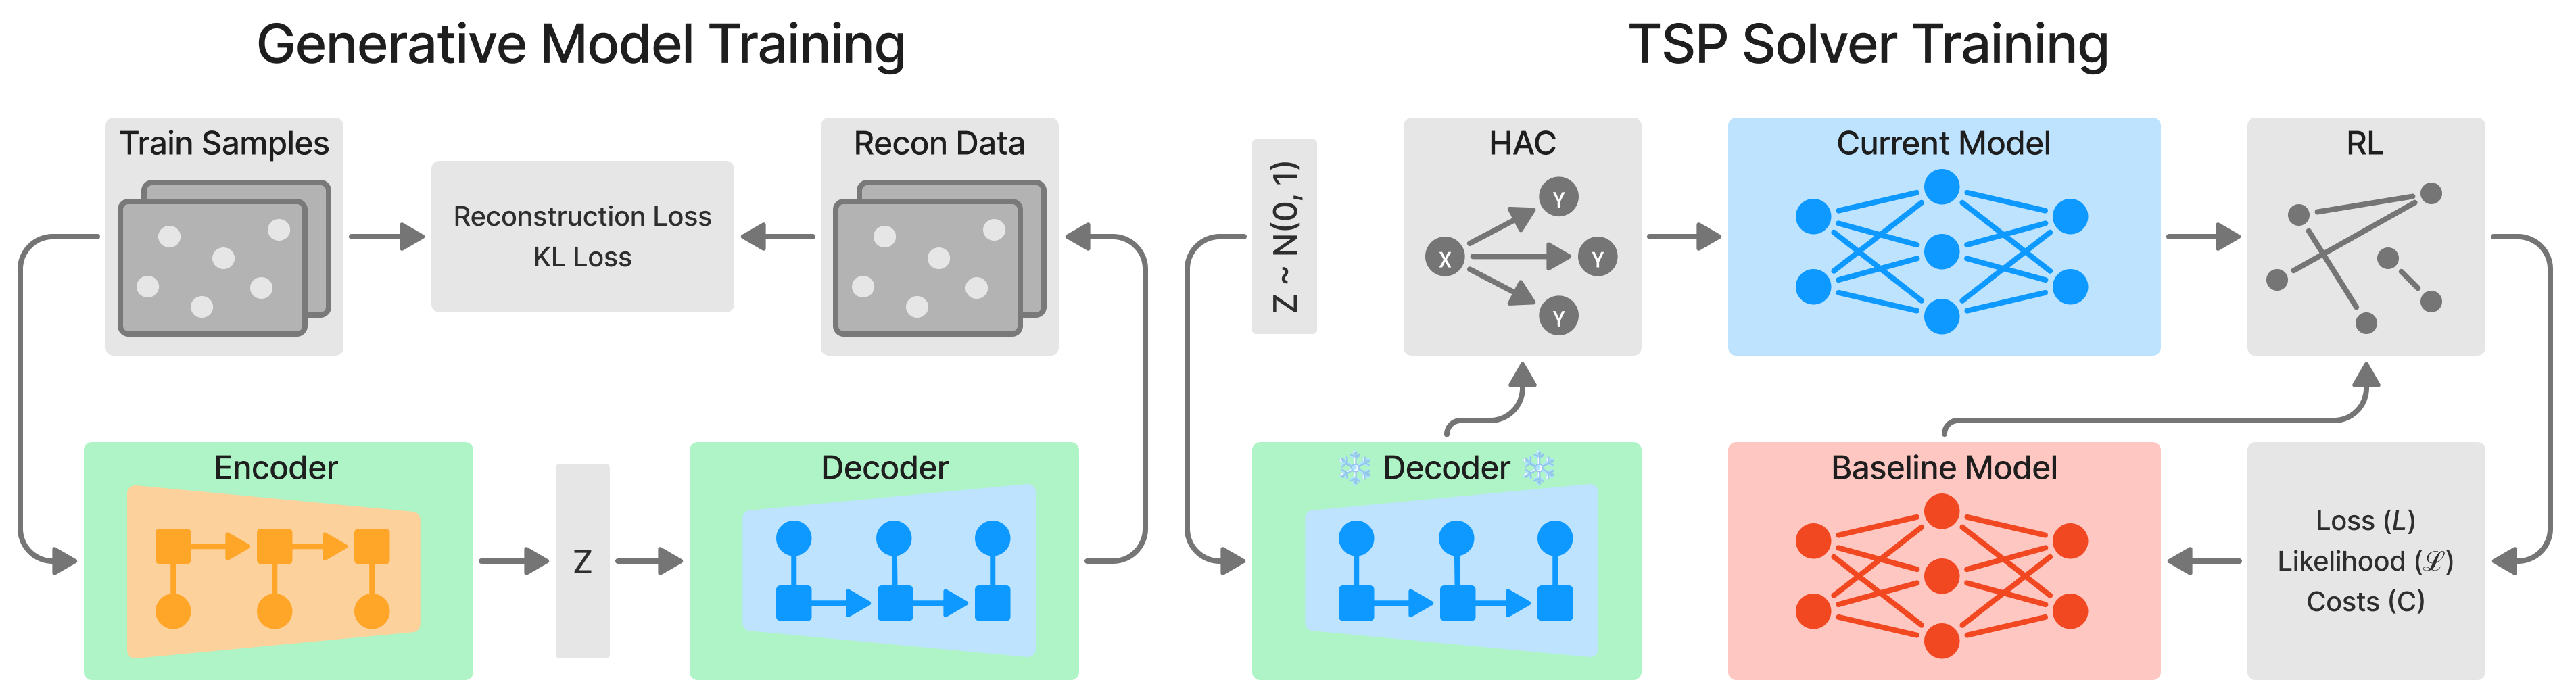 Generative Model Training
Train Samples
Reconstruction Loss
KL Loss
Recon Data
Encoder
Z
Decoder
TSP Solver Training
Z ~ N(0, 1)
HAC
X
Y
Y
Y
Current Model
RL
❄️ Decoder ❄️
Baseline Model
Loss (L)
Likelihood (ℒ)
Costs (C)